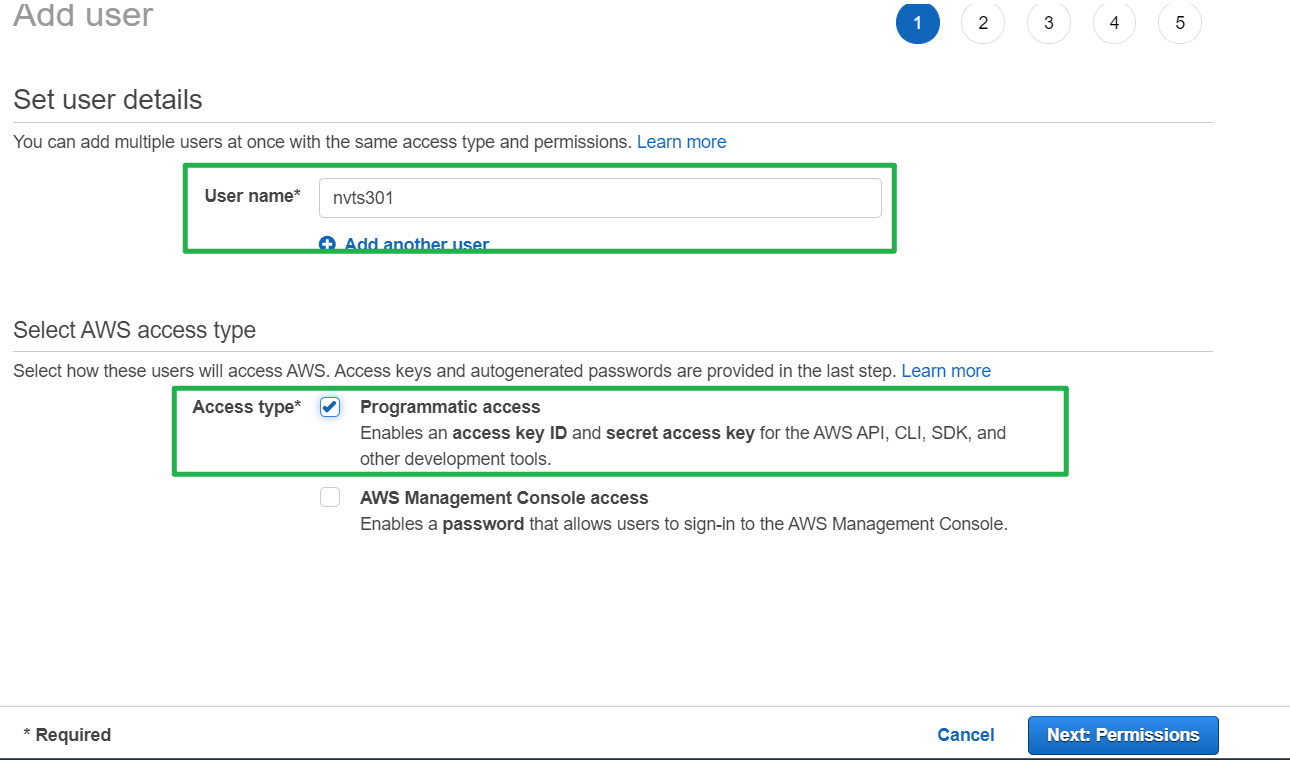 Add user
1 2 3 4 5
Set user details
You can add multiple users at once with the same access type and permissions. Learn more
User name* nvts301
Add another user
Select AWS access type
Select how these users will access AWS. Access keys and autogenerated passwords are provided in the last step. Learn more
Access type* Programmatic access
Enables an access key ID and secret access key for the AWS API, CLI, SDK, and
other development tools.
AWS Management Console access
Enables a password that allows users to sign-in to the AWS Management Console.
* Required Cancel Next: Permissions